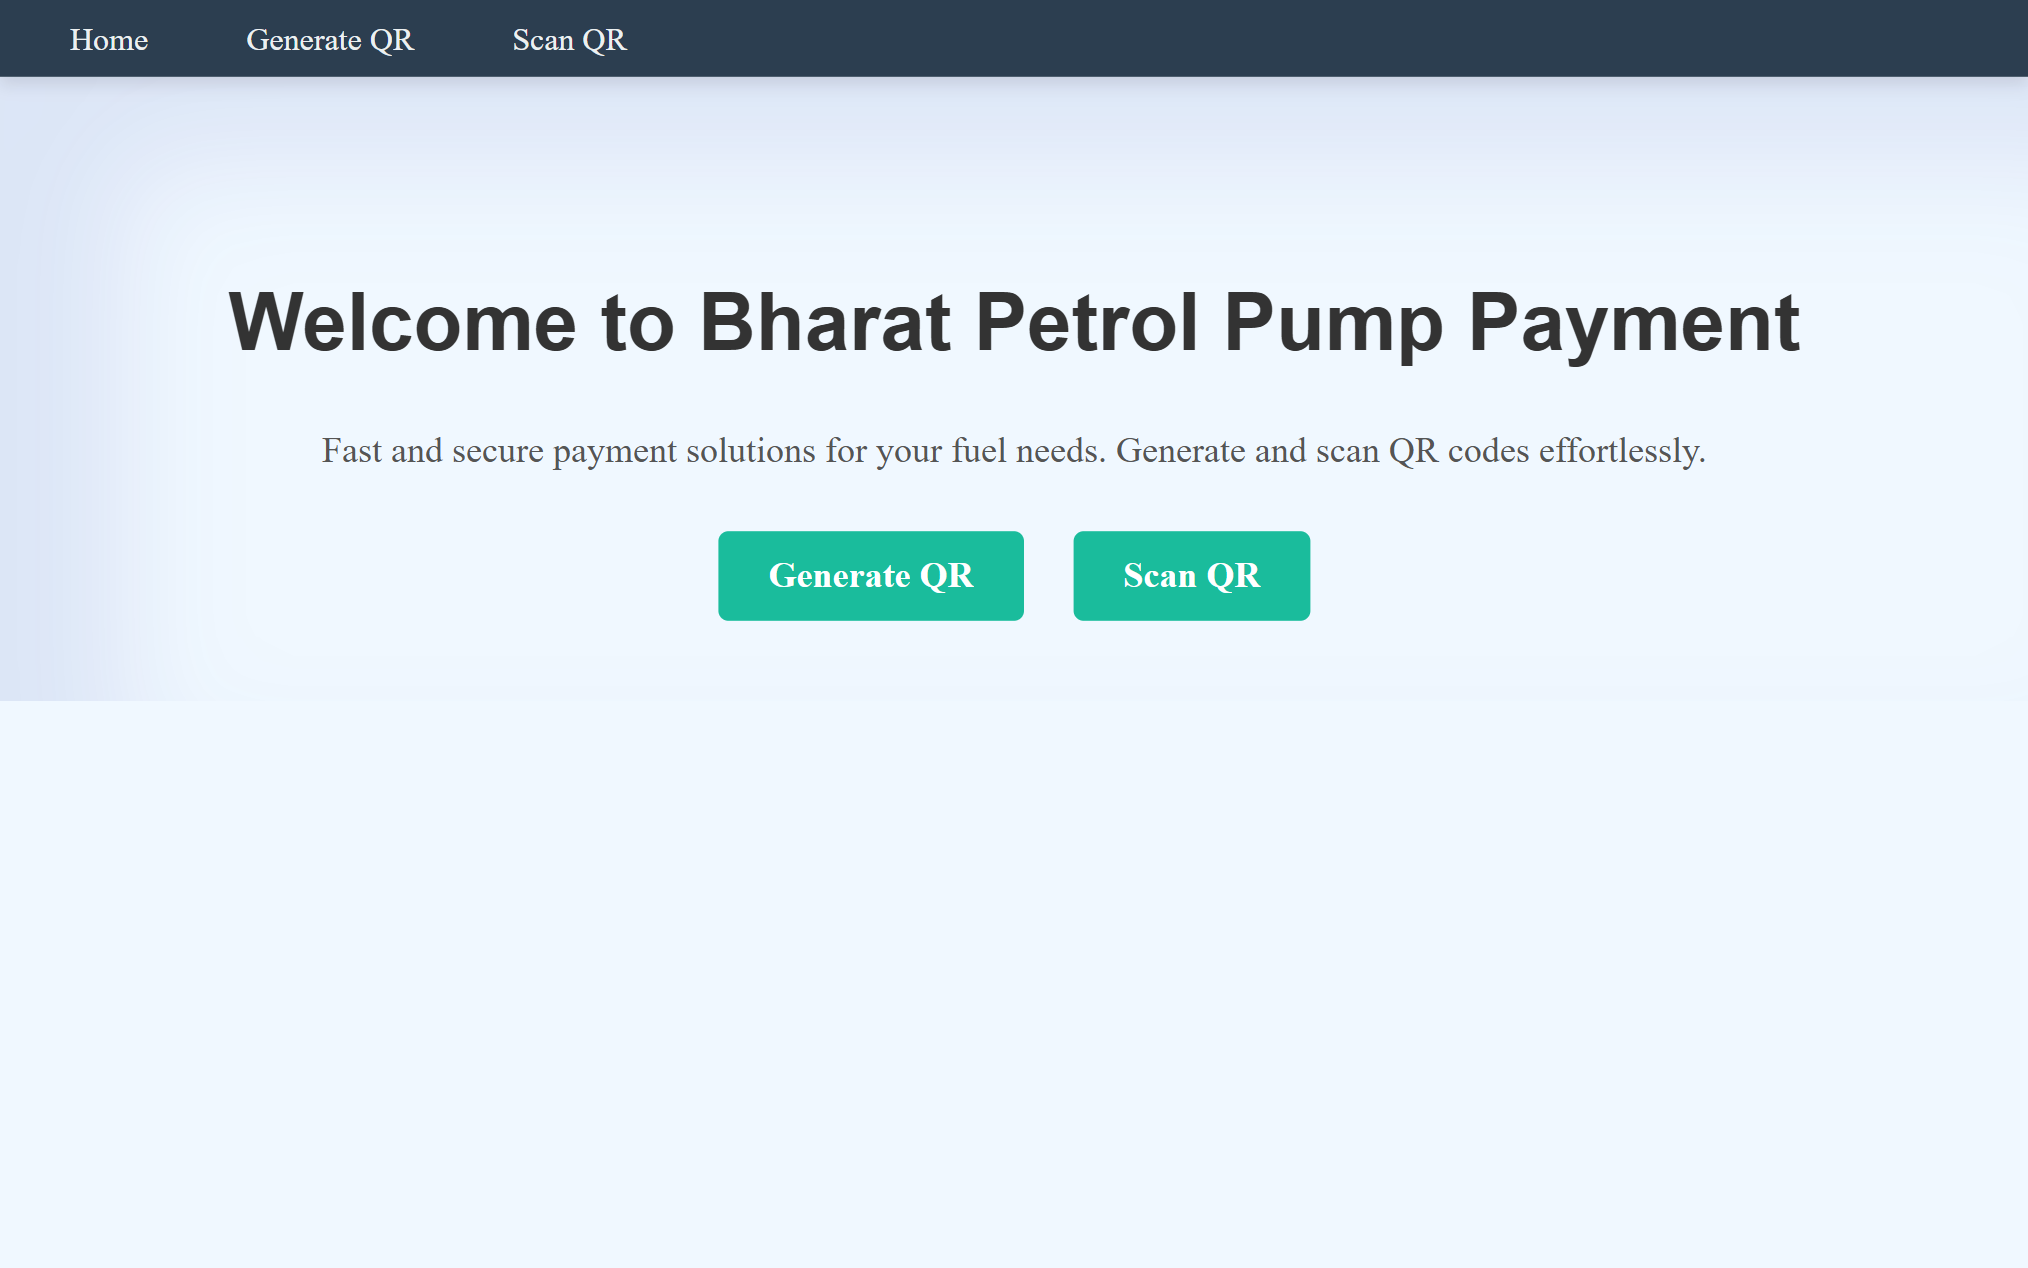 Home Generate QR Scan QR
Welcome to Bharat Petrol Pump Payment
Fast and secure payment solutions for your fuel needs. Generate and scan QR codes effortlessly.
Generate QR Scan QR